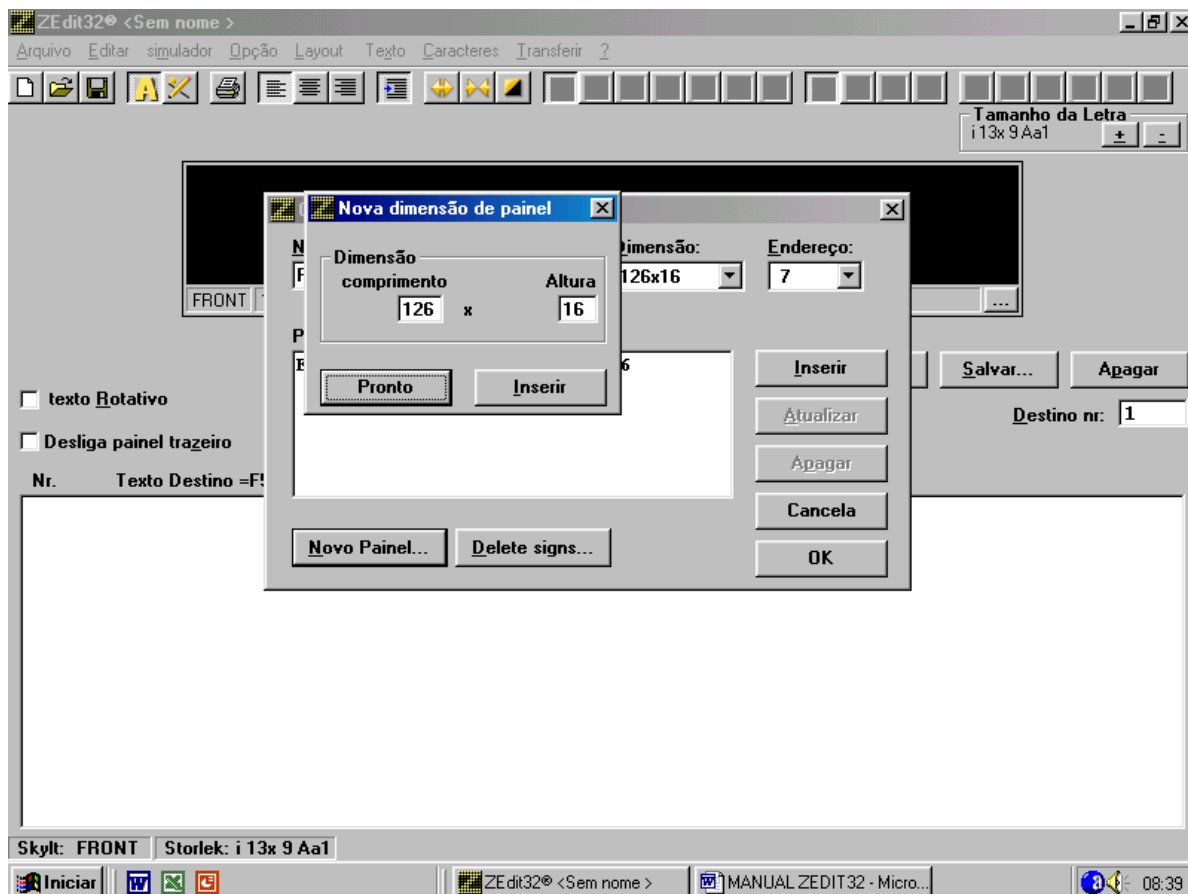 ZEdit32® <Sem nome >
Arquivo Editar simulador Opção Layout Texto Caracteres Transferir ?
Tamanho da Letra
i 13x 9 Aa1 + -
Nova dimensão de painel
Dimensão
comprimento Altura
126 x 16
Pronto Inserir
Dimensão: Endereço:
126x16 7
FRONT ...
Inserir
Atualizar
Apagar
Cancela
OK
Novo Painel... Delete signs...
Salvar... Apagar
texto Rotativo
Destino nr: 1
Desliga painel trazeiro
Nr. Texto Destino =F5
Skylt: FRONT Storlek: i 13x 9 Aa1
Iniciar ZEdit32® <Sem nome > MANUAL ZEDIT32 - Micro... 08:39